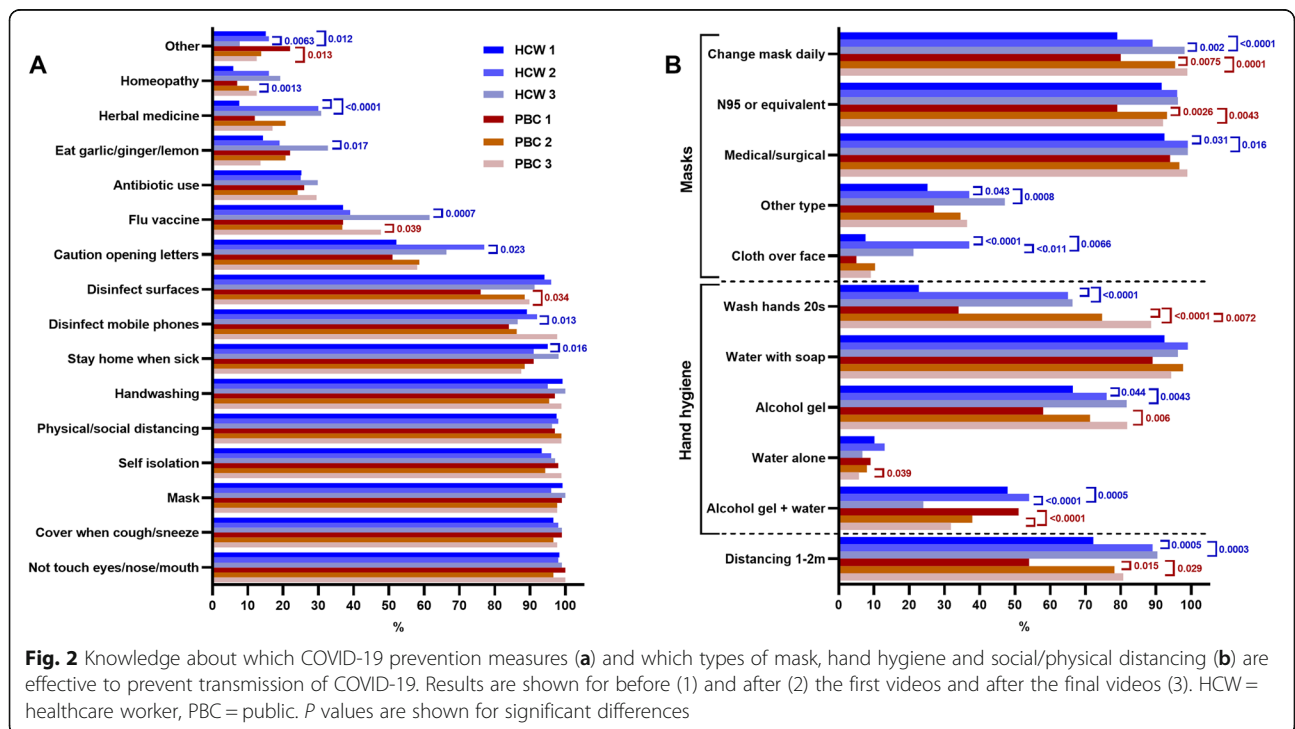 A
Other
Homeopathy
Herbal medicine
Eat garlic/ginger/lemon
Antibiotic use
Flu vaccine
Caution opening letters
Disinfect surfaces
Disinfect mobile phones
Stay home when sick
Handwashing
Physical/social distancing
Self isolation
Mask
Cover when cough/sneeze
Not touch eyes/nose/mouth
0.0063
0.012
0.013
0.0013
<0.0001
0.017
0.0007
0.039
0.023
0.034
0.013
0.016
HCW 1
HCW 2
HCW 3
PBC 1
PBC 2
PBC 3
0 10 20 30 40 50 60 70 80 90 100
%
B
Masks
Change mask daily
N95 or equivalent
Medical/surgical
Other type
Cloth over face
Hand hygiene
Wash hands 20s
Water with soap
Alcohol gel
Water alone
Alcohol gel + water
Distancing 1-2m
0.002
<0.0001
0.0075
0.0001
0.0026
0.0043
0.031
0.016
0.043
0.0008
<0.0001
<0.011
0.0066
<0.0001
<0.0001
0.0072
0.044
0.0043
0.006
0.039
<0.0001
0.0005
<0.0001
0.0005
0.0003
0.015
0.029
0 10 20 30 40 50 60 70 80 90 100
%
Fig. 2 Knowledge about which COVID-19 prevention measures (a) and which types of mask, hand hygiene and social/physical distancing (b) are
effective to prevent transmission of COVID-19. Results are shown for before (1) and after (2) the first videos and after the final videos (3). HCW =
healthcare worker, PBC = public. P values are shown for significant differences